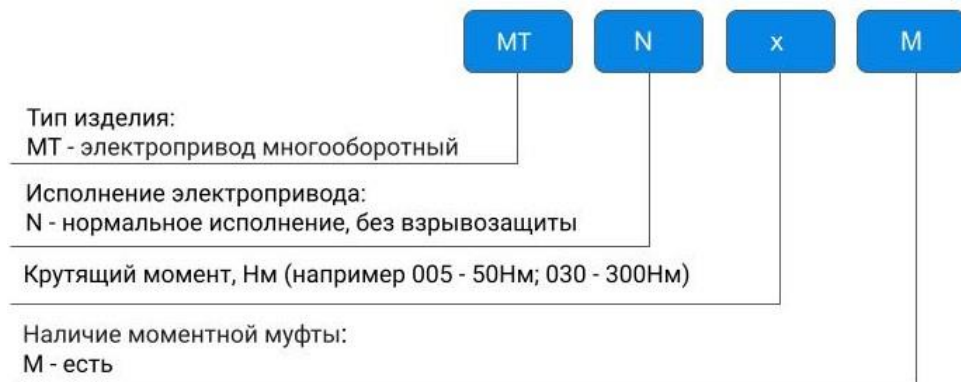 MT N x M
Тип изделия:
MT - электропривод многооборотный
Исполнение электропривода:
N - нормальное исполнение, без взрывозащиты
Крутящий момент, Нм (например 005 - 50Нм; 030 - 300Нм)
Наличие моментной муфты:
М - есть